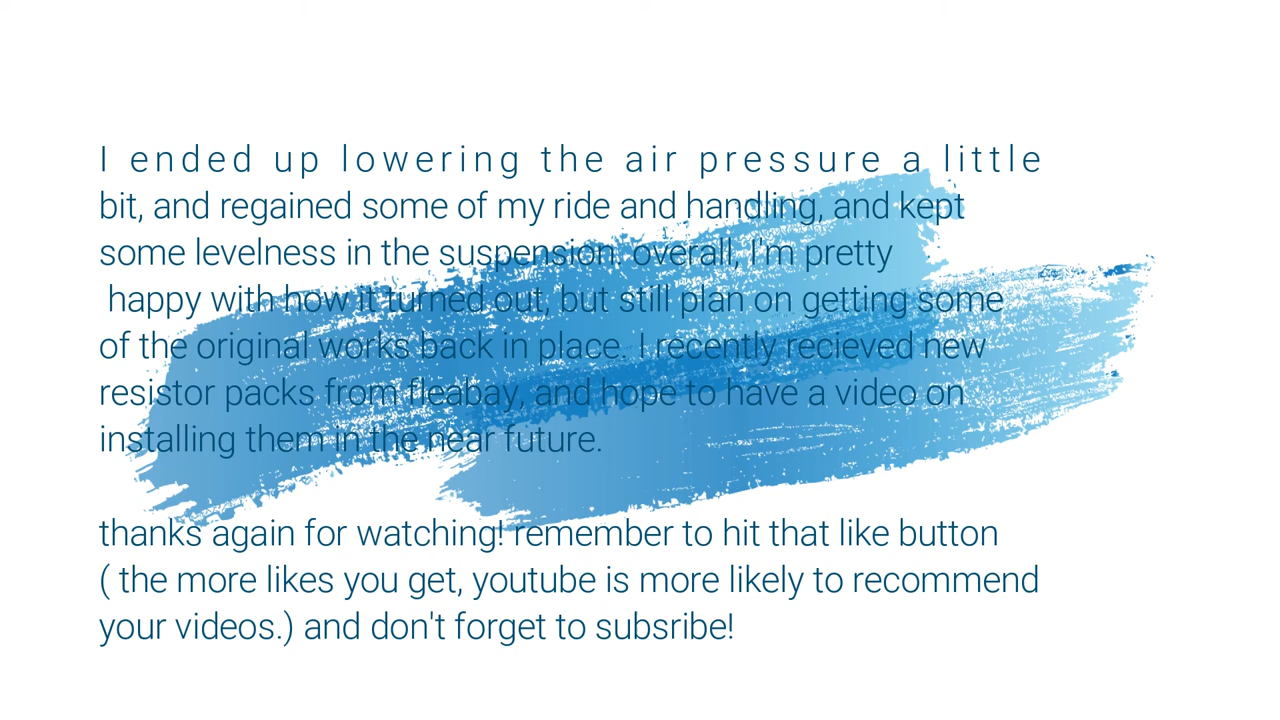 I ended up lowering the air pressure a little
bit, and regained some of my ride and handling, and kept
some levelness in the suspension. overall, I'm pretty
happy with how it turned out, but still plan on getting some
of the original works back in place. I recently recieved new
resistor packs from fleabay, and hope to have a video on
installing them in the near future.
thanks again for watching! remember to hit that like button
( the more likes you get, youtube is more likely to recommend
your videos.) and don't forget to subsribe!